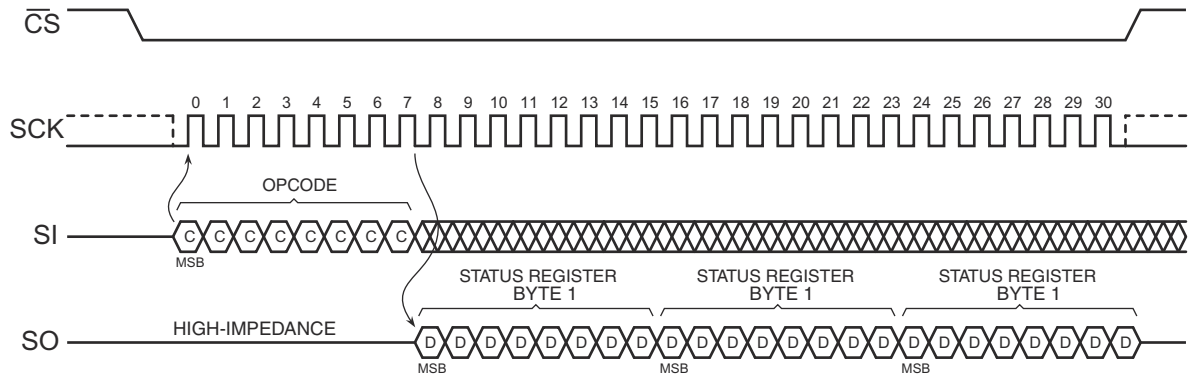 CS
0 1 2 3 4 5 6 7 8 9 10 11 12 13 14 15 16 17 18 19 20 21 22 23 24 25 26 27 28 29 30
SCK
OPCODE
SI
C C C C C C C C
MSB
STATUS REGISTER
BYTE 1
STATUS REGISTER
BYTE 1
STATUS REGISTER
BYTE 1
HIGH-IMPEDANCE
SO
D D D D D D D D D D D D D D D D D D D D D D D D
MSB
MSB
MSB